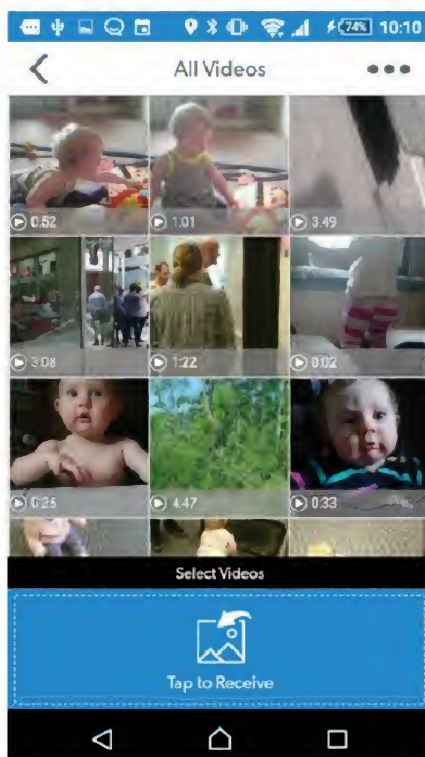 74% 10:10
All Videos
0:52 1:01 3:49
3:08 1:22 0:02
0:25 4:47 0:33
Select Videos
Tap to Receive